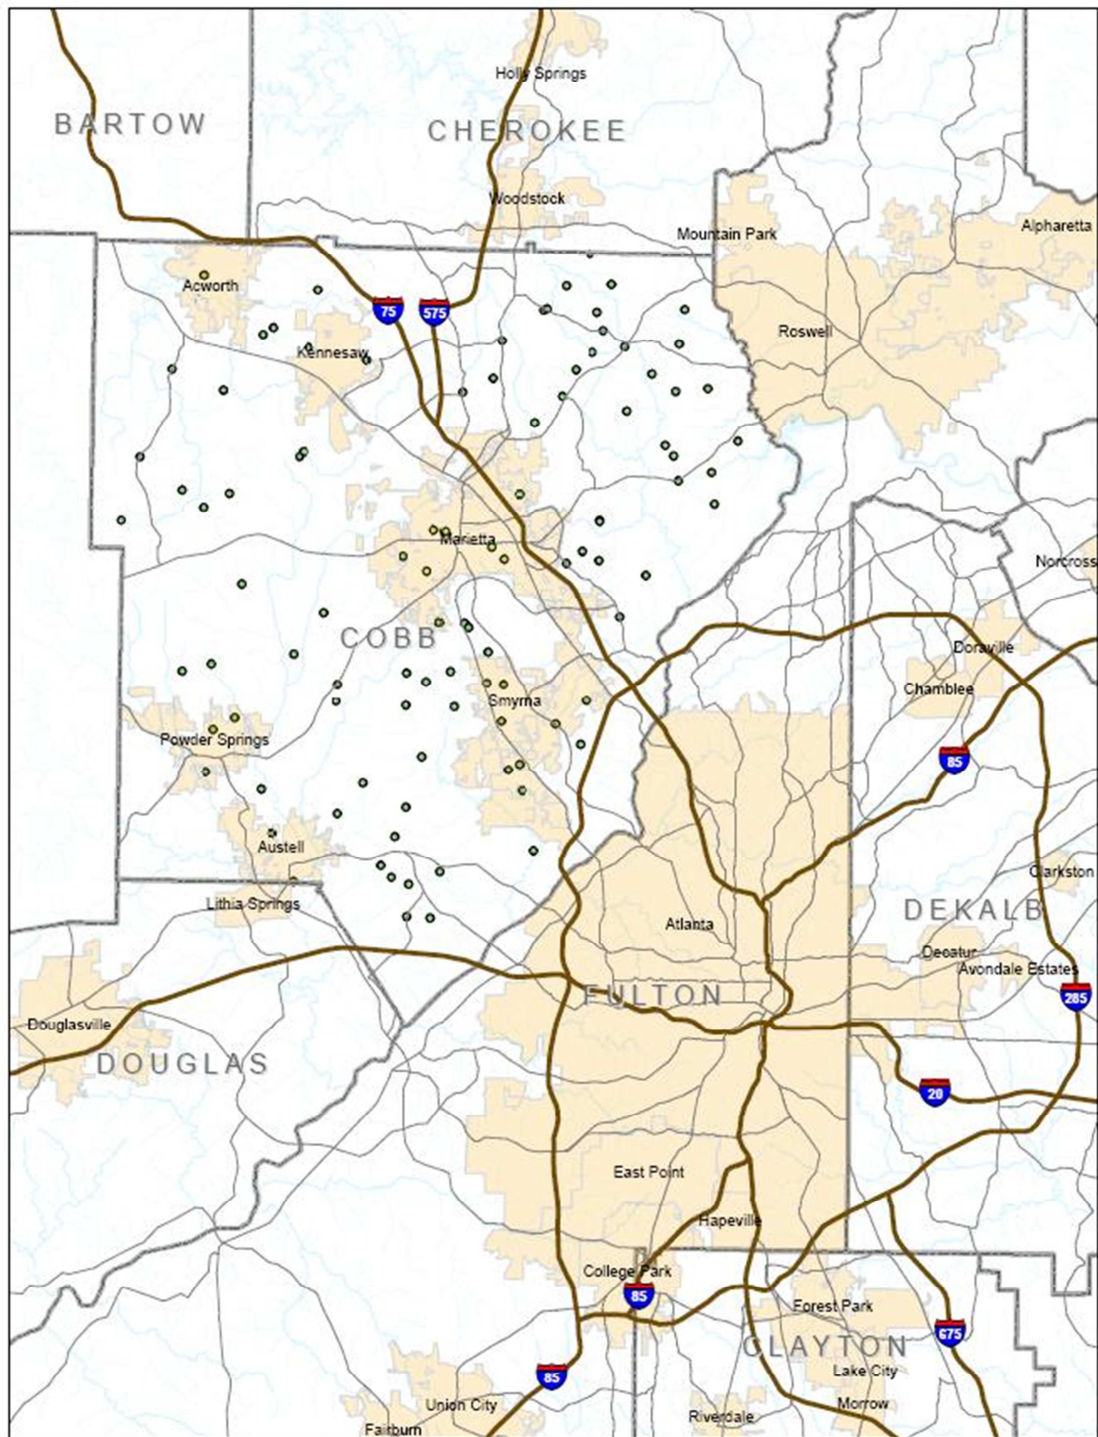 Holly Springs
BARTOW
CHEROKEE
Woodstock
Mountain Park
Alpharetta
Acworth
75
575
Roswell
Kennesaw
Marietta
Norcross
COBB
Doraville
Chamblee
Smyrna
Powder Springs
85
Austell
Clarkston
Lithia Springs
DEKALB
Atlanta
Decatur
Avondale Estates
FULTON
285
Douglasville
DOUGLAS
20
East Point
Hapeville
College Park
85
Forest Park
675
CLAYTON
Lake City
85
Union City
Morrow
Riverdale
Fairburn